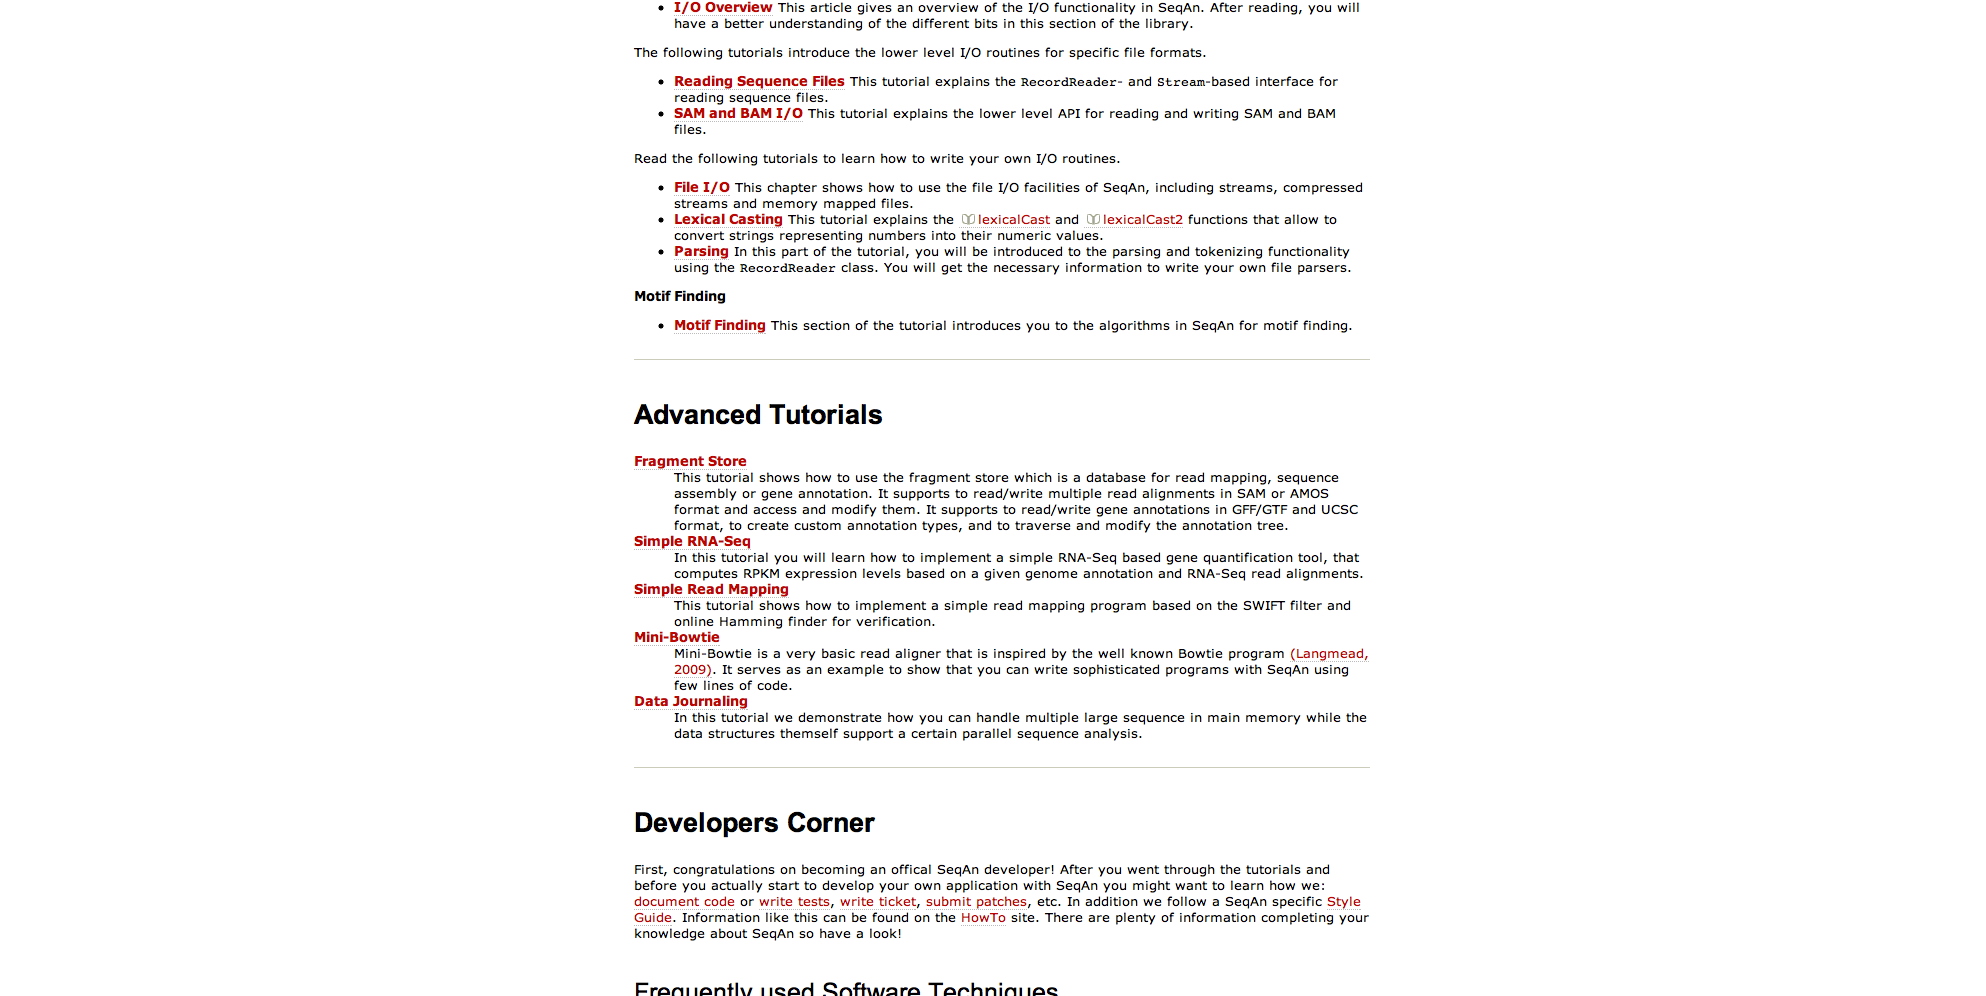 • I/O Overview This article gives an overview of the I/O functionality in SeqAn. After reading, you will
have a better understanding of the different bits in this section of the library.
The following tutorials introduce the lower level I/O routines for specific file formats.
• Reading Sequence Files This tutorial explains the RecordReader- and Stream-based interface for
reading sequence files.
• SAM and BAM I/O This tutorial explains the lower level API for reading and writing SAM and BAM
files.
Read the following tutorials to learn how to write your own I/O routines.
• File I/O This chapter shows how to use the file I/O facilities of SeqAn, including streams, compressed
streams and memory mapped files.
• Lexical Casting This tutorial explains the lexicalCast and lexicalCast2 functions that allow to
convert strings representing numbers into their numeric values.
• Parsing In this part of the tutorial, you will be introduced to the parsing and tokenizing functionality
using the RecordReader class. You will get the necessary information to write your own file parsers.
Motif Finding
• Motif Finding This section of the tutorial introduces you to the algorithms in SeqAn for motif finding.
Advanced Tutorials
Fragment Store
This tutorial shows how to use the fragment store which is a database for read mapping, sequence
assembly or gene annotation. It supports to read/write multiple read alignments in SAM or AMOS
format and access and modify them. It supports to read/write gene annotations in GFF/GTF and UCSC
format, to create custom annotation types, and to traverse and modify the annotation tree.
Simple RNA-Seq
In this tutorial you will learn how to implement a simple RNA-Seq based gene quantification tool, that
computes RPKM expression levels based on a given genome annotation and RNA-Seq read alignments.
Simple Read Mapping
This tutorial shows how to implement a simple read mapping program based on the SWIFT filter and
online Hamming finder for verification.
Mini-Bowtie
Mini-Bowtie is a very basic read aligner that is inspired by the well known Bowtie program (Langmead,
2009). It serves as an example to show that you can write sophisticated programs with SeqAn using
few lines of code.
Data Journaling
In this tutorial we demonstrate how you can handle multiple large sequence in main memory while the
data structures themself support a certain parallel sequence analysis.
Developers Corner
First, congratulations on becoming an offical SeqAn developer! After you went through the tutorials and
before you actually start to develop your own application with SeqAn you might want to learn how we:
document code or write tests, write ticket, submit patches, etc. In addition we follow a SeqAn specific Style
Guide. Information like this can be found on the HowTo site. There are plenty of information completing your
knowledge about SeqAn so have a look!
Frequently used Software Techniques